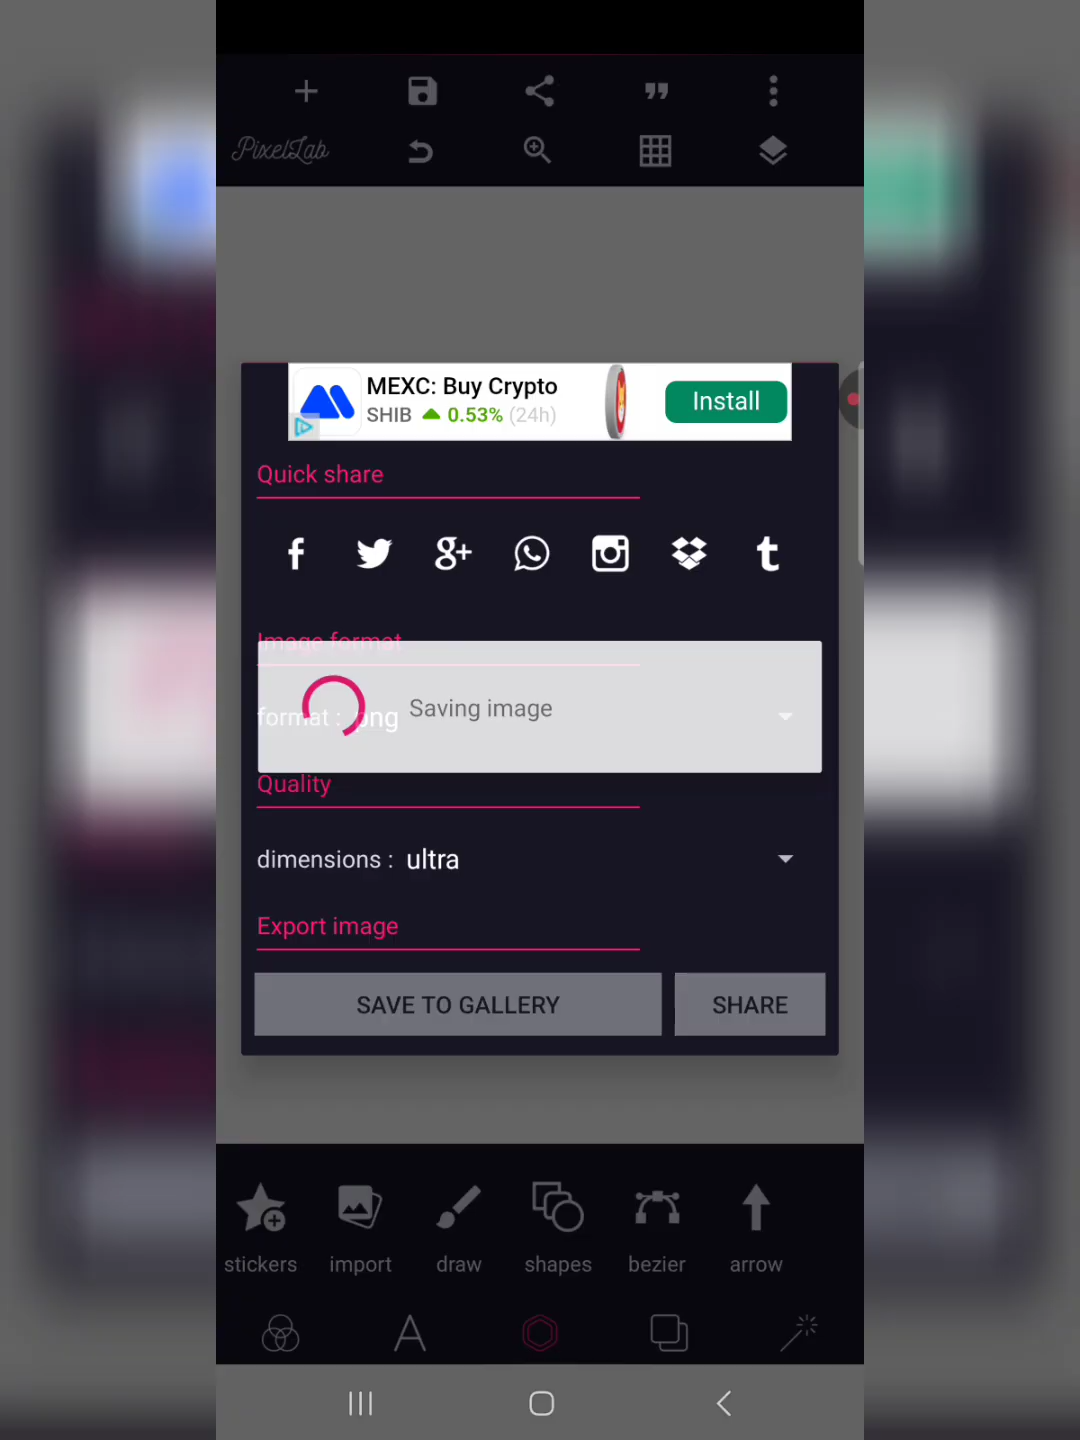 PixelLab
MEXC: Buy Crypto
SHIB 0.53% (24h)
Install
Quick share
Image format
format : png
Saving image
Quality
dimensions : ultra
Export image
SAVE TO GALLERY
SHARE
stickers
import
draw
shapes
bezier
arrow